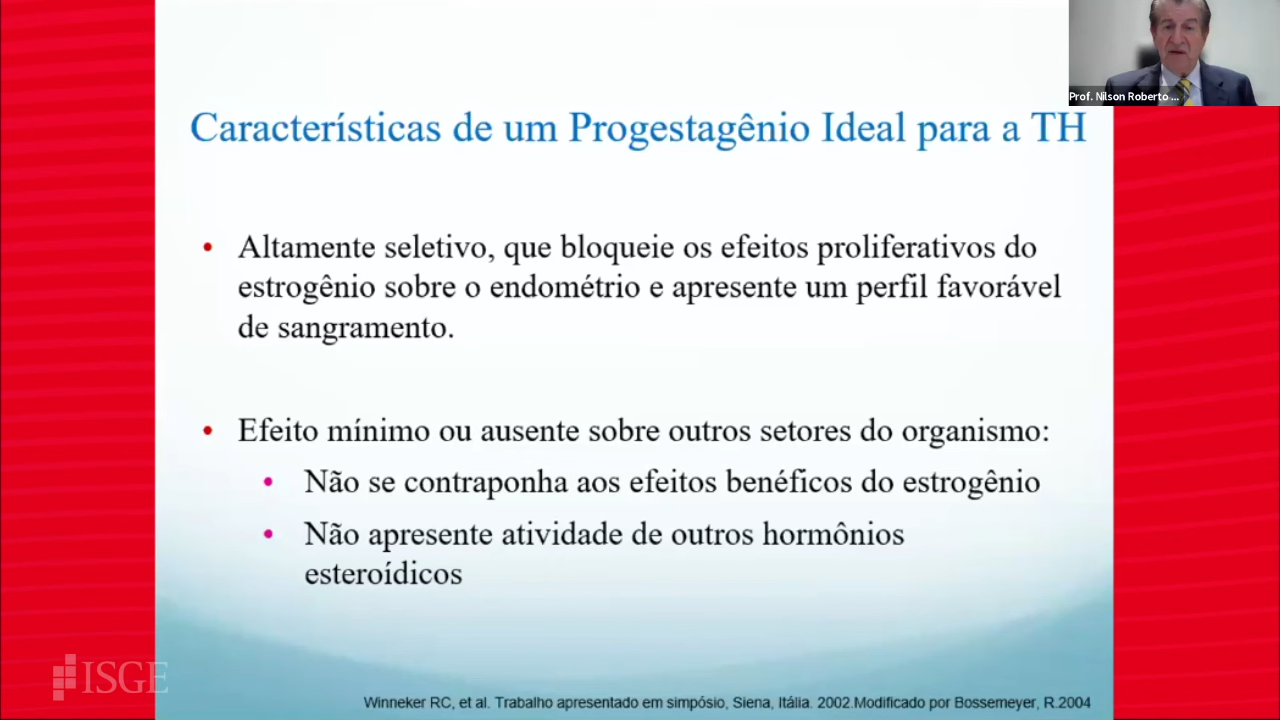 Prof. Nilson Roberto ...
Características de um Progestagênio Ideal para a TH
• Altamente seletivo, que bloqueie os efeitos proliferativos do
estrogênio sobre o endométrio e apresente um perfil favorável
de sangramento.
• Efeito mínimo ou ausente sobre outros setores do organismo:
• Não se contraponha aos efeitos benéficos do estrogênio
• Não apresente atividade de outros hormônios
esteroídicos
ISGE
Winneker RC, et al. Trabalho apresentado em simpósio, Siena, Itália. 2002.Modificado por Bossemeyer, R.2004